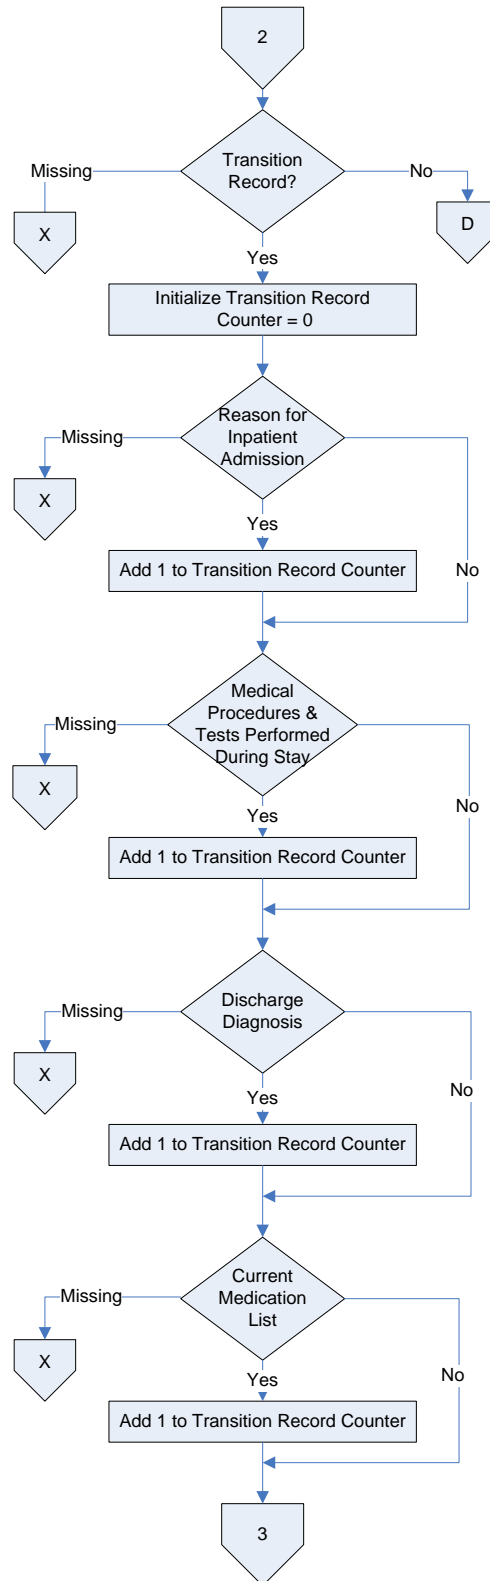 2
Transition
Record?
Missing
No
X
D
Yes
Initialize Transition Record
Counter = 0
Reason for
Inpatient
Admission
Missing
X
Yes
Add 1 to Transition Record Counter
No
Medical
Procedures &
Tests Performed
During Stay
Missing
X
No
Yes
Add 1 to Transition Record Counter
Discharge
Diagnosis
Missing
X
No
Yes
Add 1 to Transition Record Counter
Current
Medication
List
Missing
X
No
Yes
Add 1 to Transition Record Counter
3